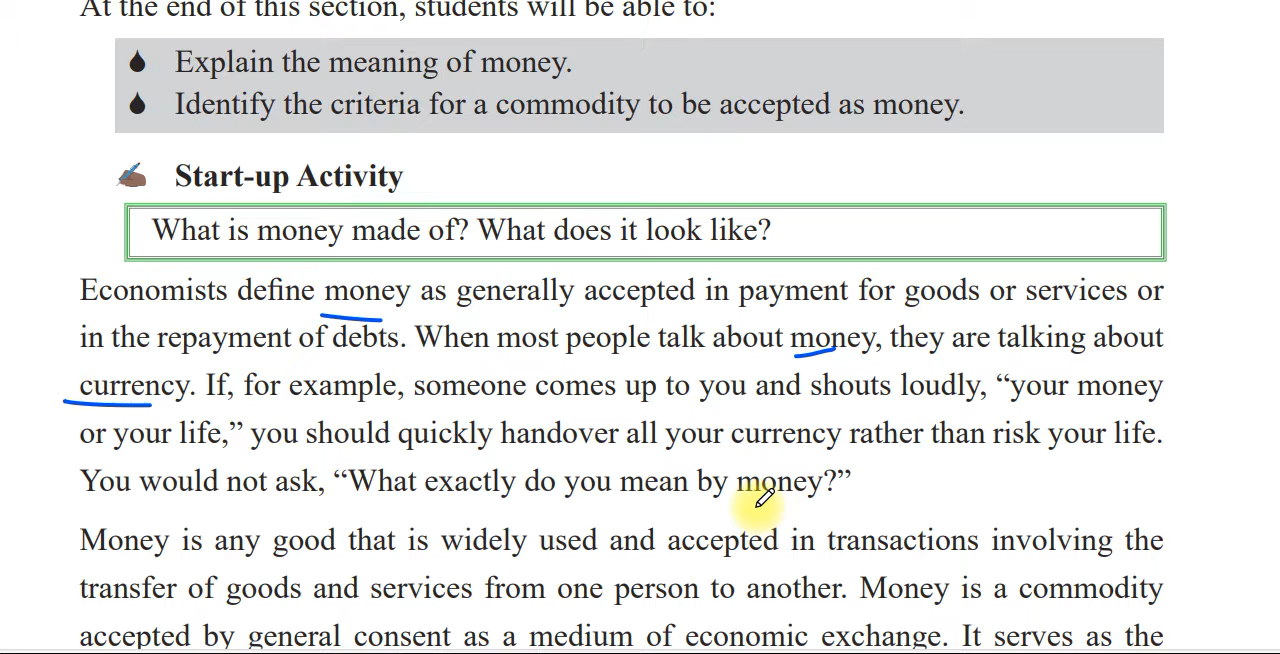 At the end of this section, students will be able to:
Explain the meaning of money.
Identify the criteria for a commodity to be accepted as money.
Start-up Activity
What is money made of? What does it look like?
Economists define money as generally accepted in payment for goods or services or
in the repayment of debts. When most people talk about money, they are talking about
currency. If, for example, someone comes up to you and shouts loudly, “your money
or your life,” you should quickly handover all your currency rather than risk your life.
You would not ask, “What exactly do you mean by money?”
Money is any good that is widely used and accepted in transactions involving the
transfer of goods and services from one person to another. Money is a commodity
accepted by general consent as a medium of economic exchange. It serves as the